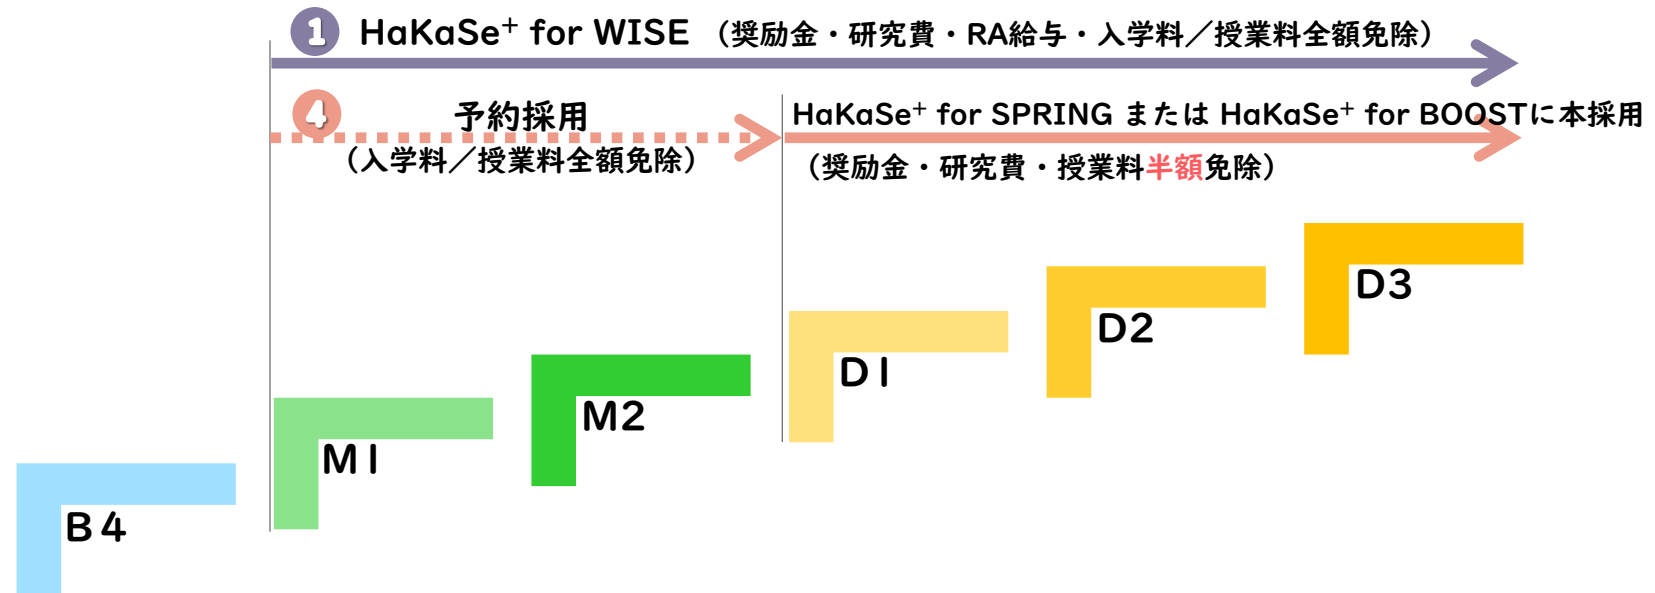 1 HaKaSe⁺ for WISE （奨励金・研究費・RA給与・入学料／授業料全額免除）
4 予約採用
（入学料／授業料全額免除）
HaKaSe⁺ for SPRING または HaKaSe⁺ for BOOSTに本採用
（奨励金・研究費・授業料半額免除）
D3
D2
D1
M2
M1
B4